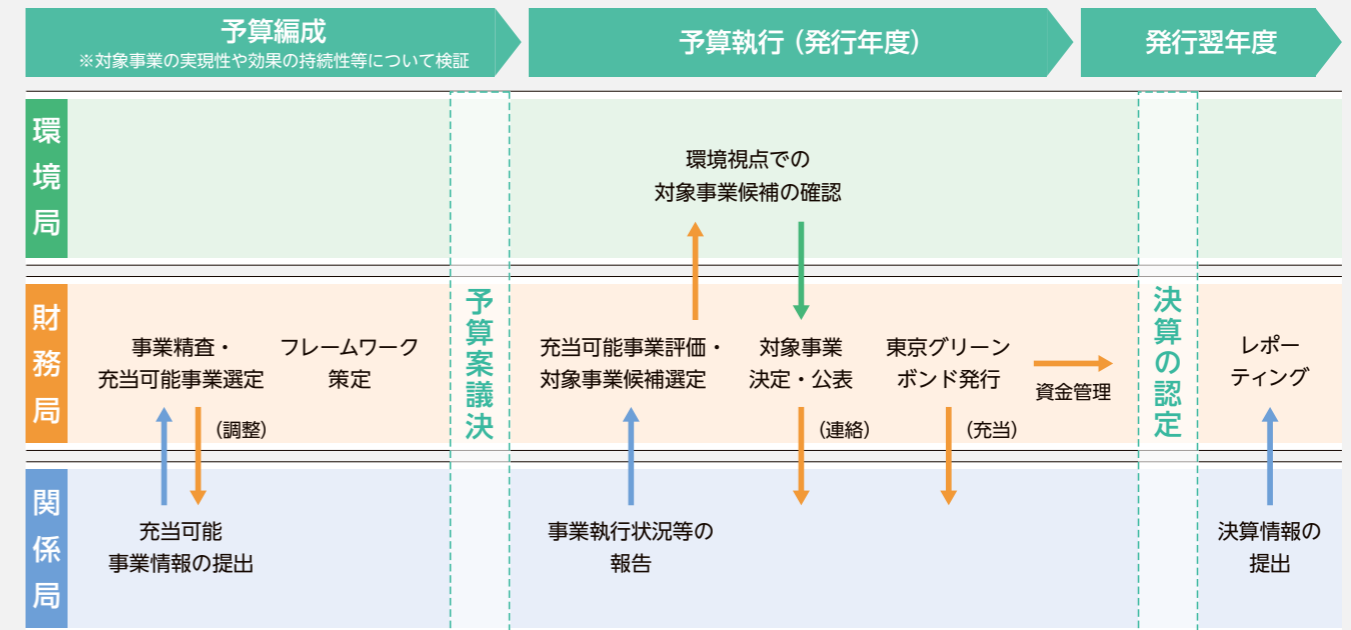 予算編成
※対象事業の実現性や効果の持続性等について検証
予算執行（発行年度）
発行翌年度
環境局
環境視点での
対象事業候補の確認
財務局
事業精査・
充当可能事業選定
フレームワーク
策定
（調整）
予算案議決
充当可能事業評価・
対象事業候補選定
対象事業
決定・公表
（連絡）
東京グリーン
ボンド発行
（充当）
資金管理
決算の認定
レポー
ティング
関係局
充当可能
事業情報の提出
事業執行状況等の
報告
決算情報の
提出